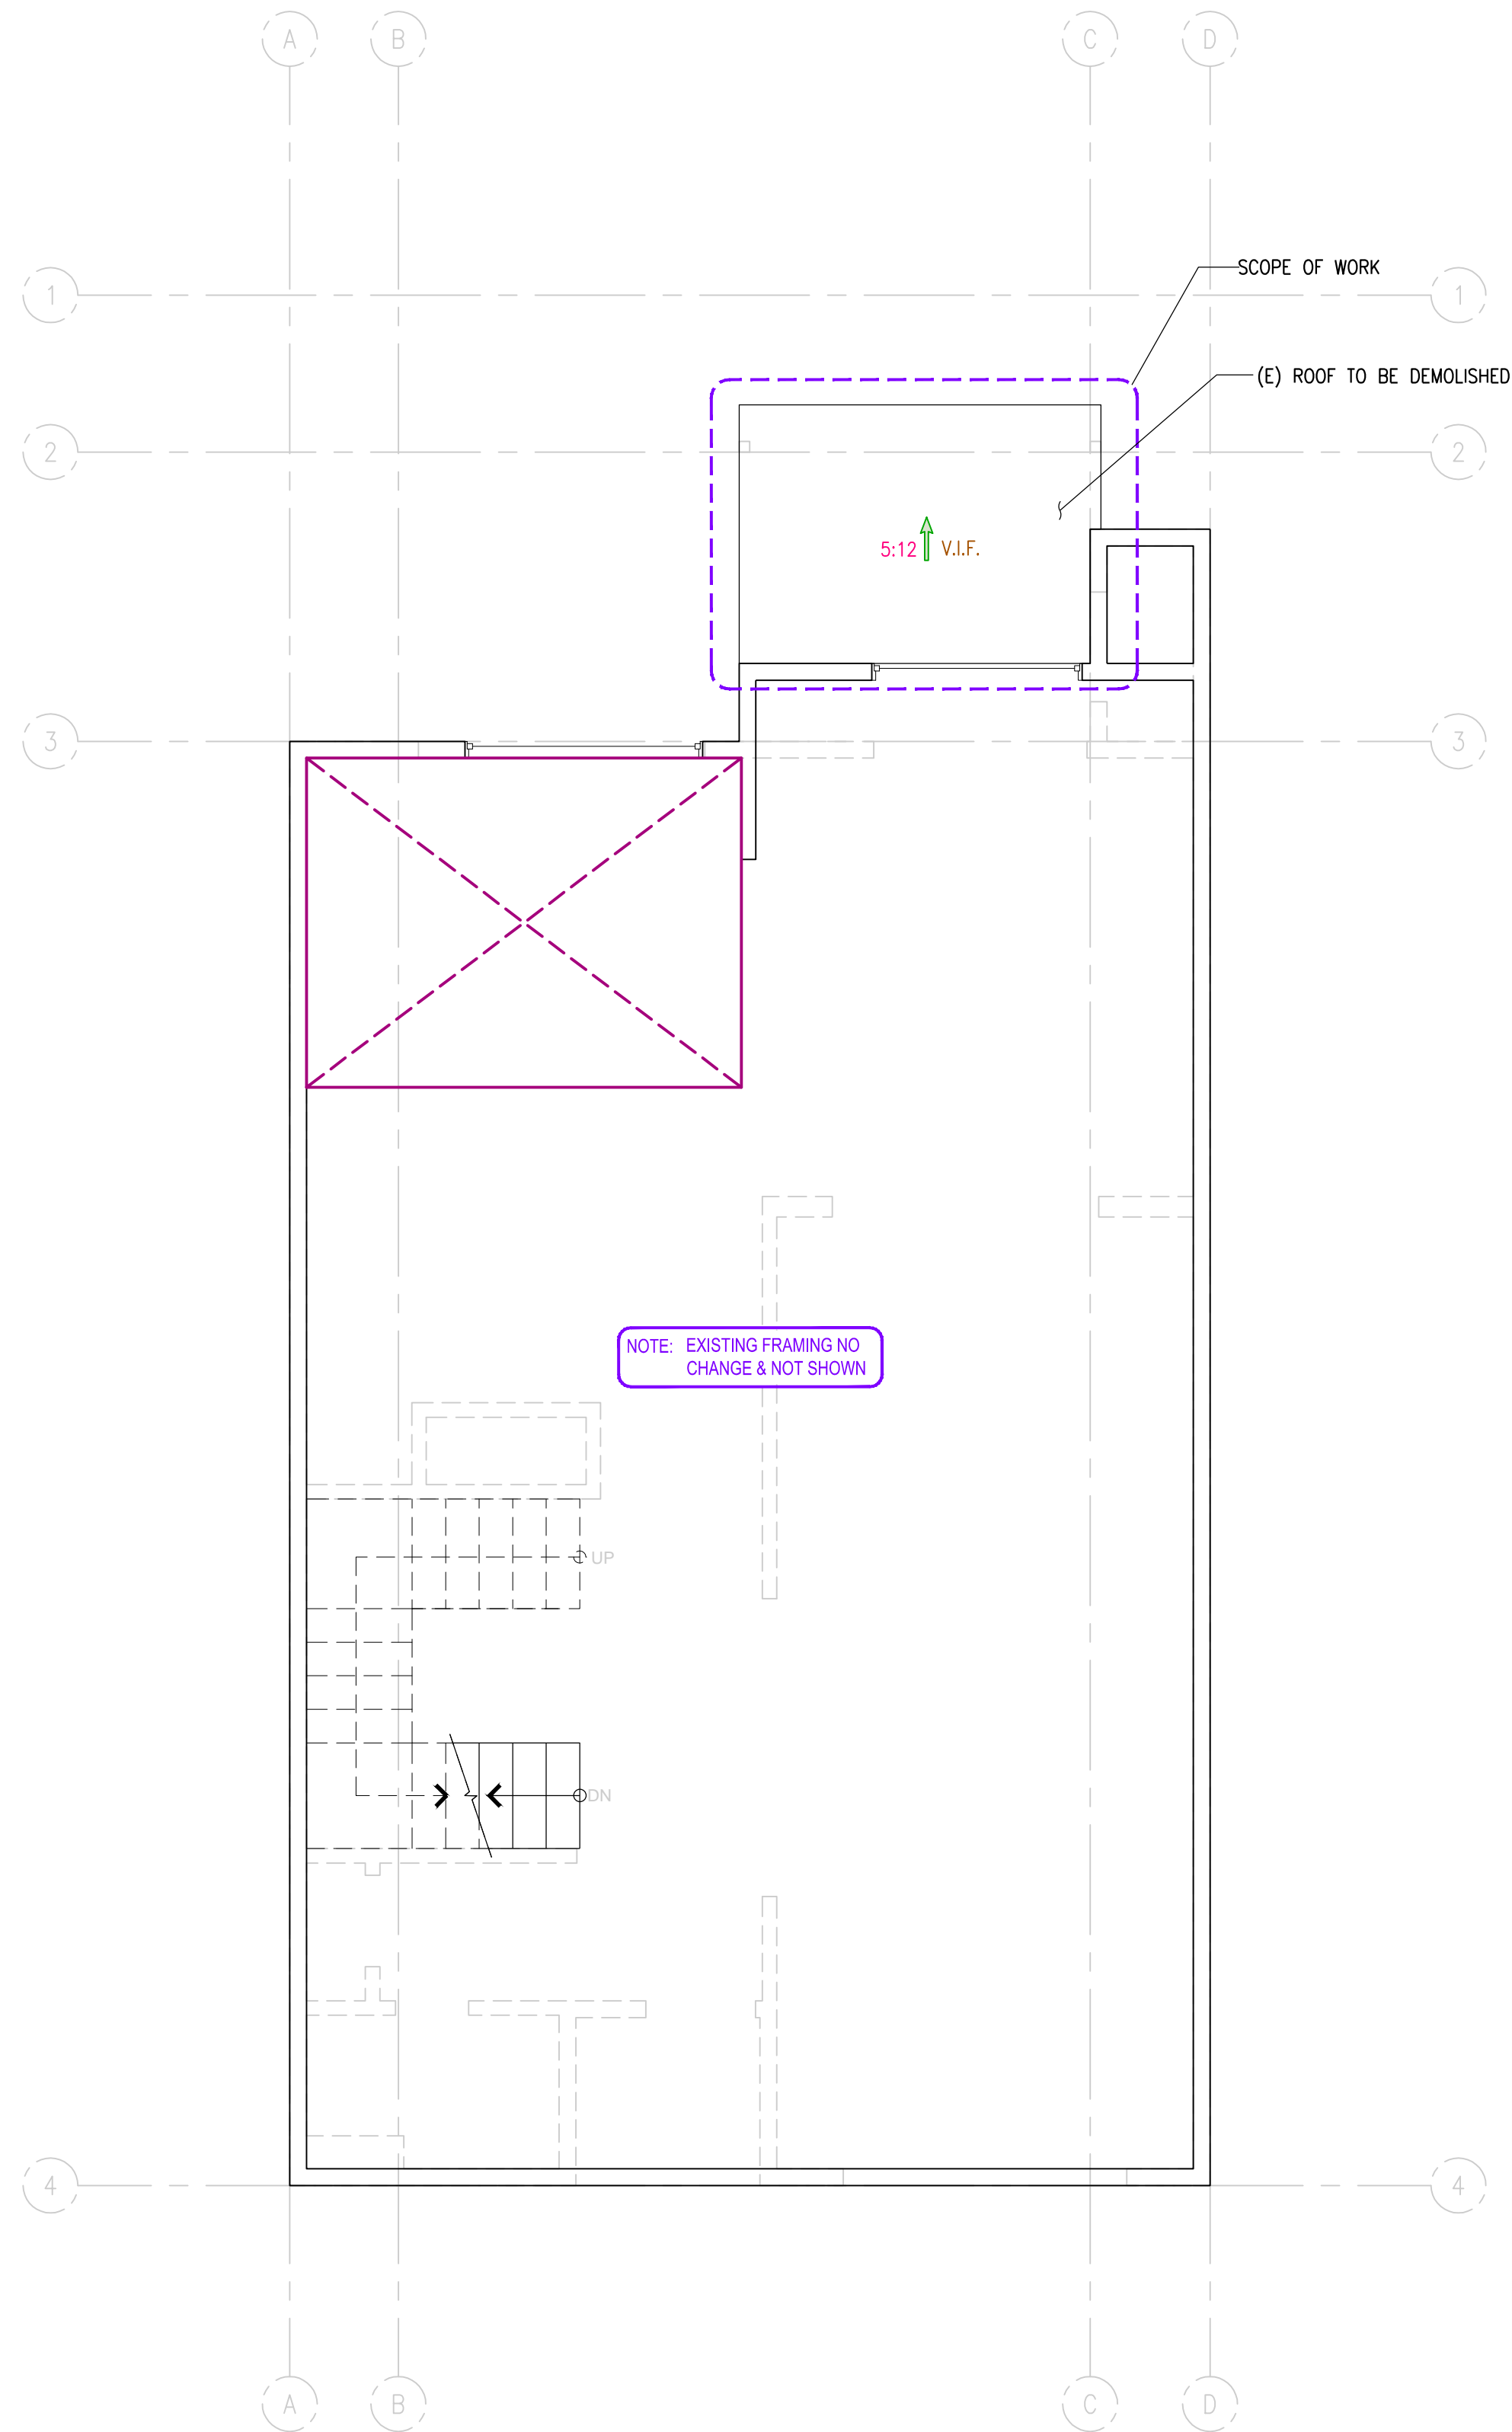 A B C D
SCOPE OF WORK
1 1
(E) ROOF TO BE DEMOLISHED
2 2
5:12 V.I.F.
3 3
NOTE: EXISTING FRAMING NO
CHANGE & NOT SHOWN
UP
DN
4 4
A B C D